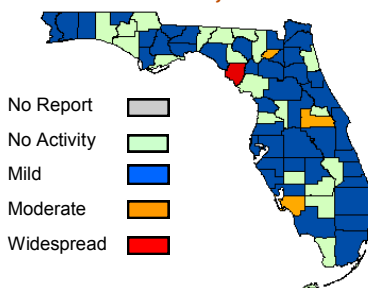 No Report
No Activity
Mild
Moderate
Widespread